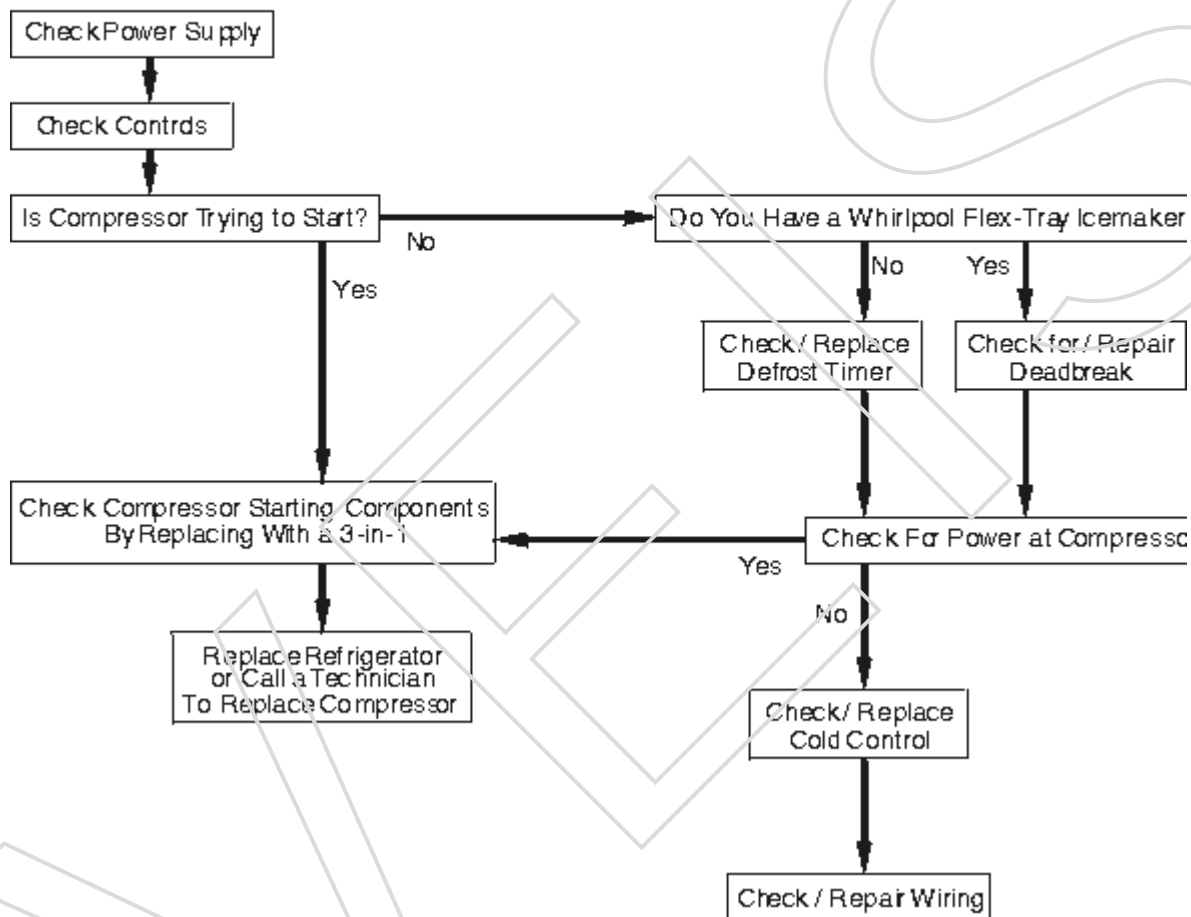 Check Power Supply
Check Controls
Is Compressor Trying to Start?
Do You Have a Whirlpool Flex-Tray Icemaker
No
Yes
No
Yes
Check / Replace
Defrost Timer
Check for / Repair
Deadbreak
Check Compressor Starting Components
By Replacing With a 3-in-1
Check For Power at Compresso
Yes
No
Replace Refrigerator
or Call a Technician
To Replace Compressor
Check / Replace
Cold Control
Check / Repair Wiring